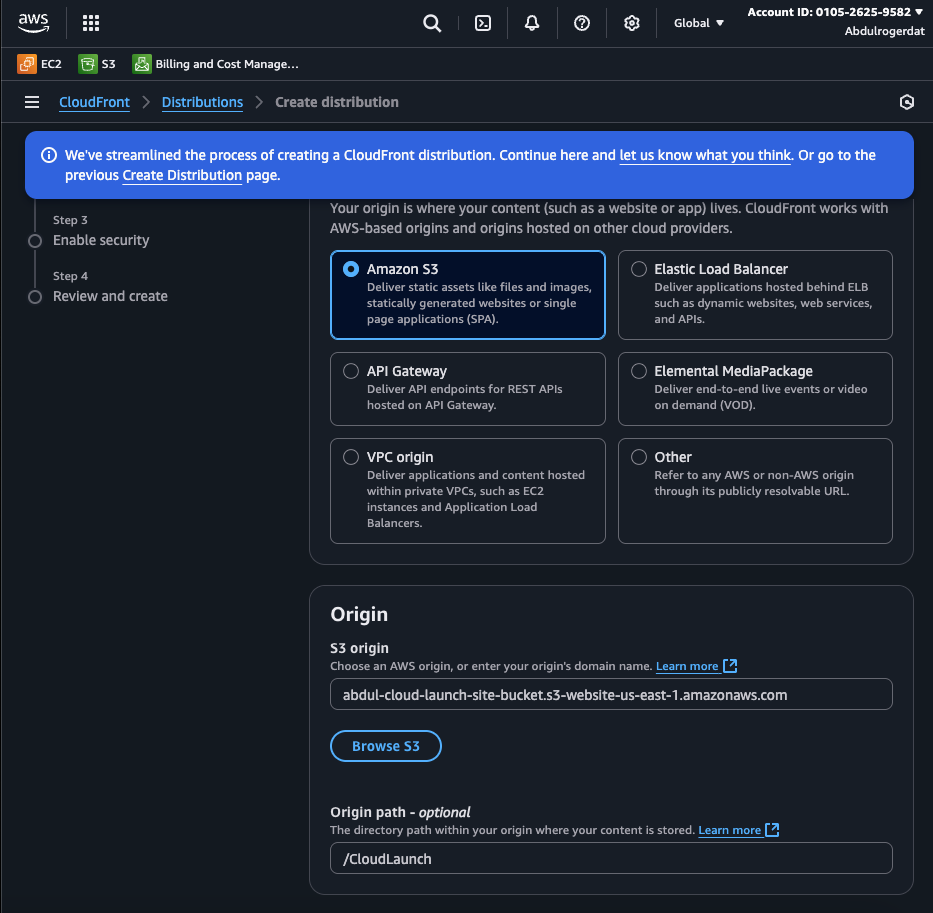 aws
Global
Account ID: 0105-2625-9582
Abdulrogerdat
EC2
S3
Billing and Cost Manage...
CloudFront
Distributions
Create distribution
We've streamlined the process of creating a CloudFront distribution. Continue here and let us know what you think. Or go to the
previous Create Distribution page.
Step 3
Enable security
Step 4
Review and create
Your origin is where your content (such as a website or app) lives. CloudFront works with
AWS-based origins and origins hosted on other cloud providers.
Amazon S3
Deliver static assets like files and images,
statically generated websites or single
page applications (SPA).
Elastic Load Balancer
Deliver applications hosted behind ELB
such as dynamic websites, web services,
and APIs.
API Gateway
Deliver API endpoints for REST APIs
hosted on API Gateway.
Elemental MediaPackage
Deliver end-to-end live events or video
on demand (VOD).
VPC origin
Deliver applications and content hosted
within private VPCs, such as EC2
instances and Application Load
Balancers.
Other
Refer to any AWS or non-AWS origin
through its publicly resolvable URL.
Origin
S3 origin
Choose an AWS origin, or enter your origin's domain name. Learn more
abdul-cloud-launch-site-bucket.s3-website-us-east-1.amazonaws.com
Browse S3
Origin path - optional
The directory path within your origin where your content is stored. Learn more
/CloudLaunch